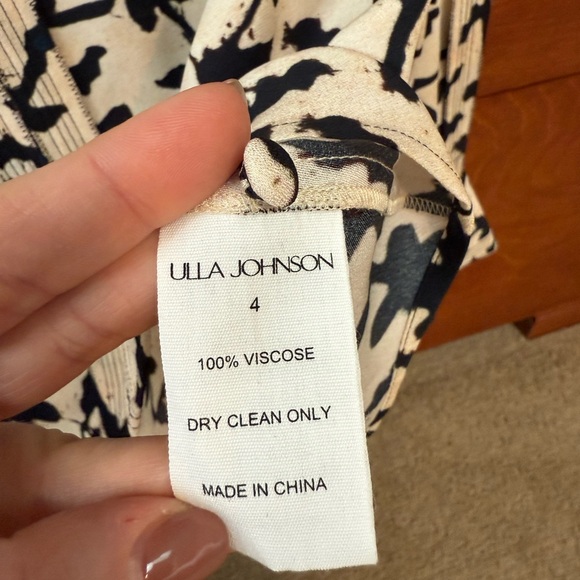 ULLA JOHNSON
4
100% VISCOSE
DRY CLEAN ONLY
MADE IN CHINA